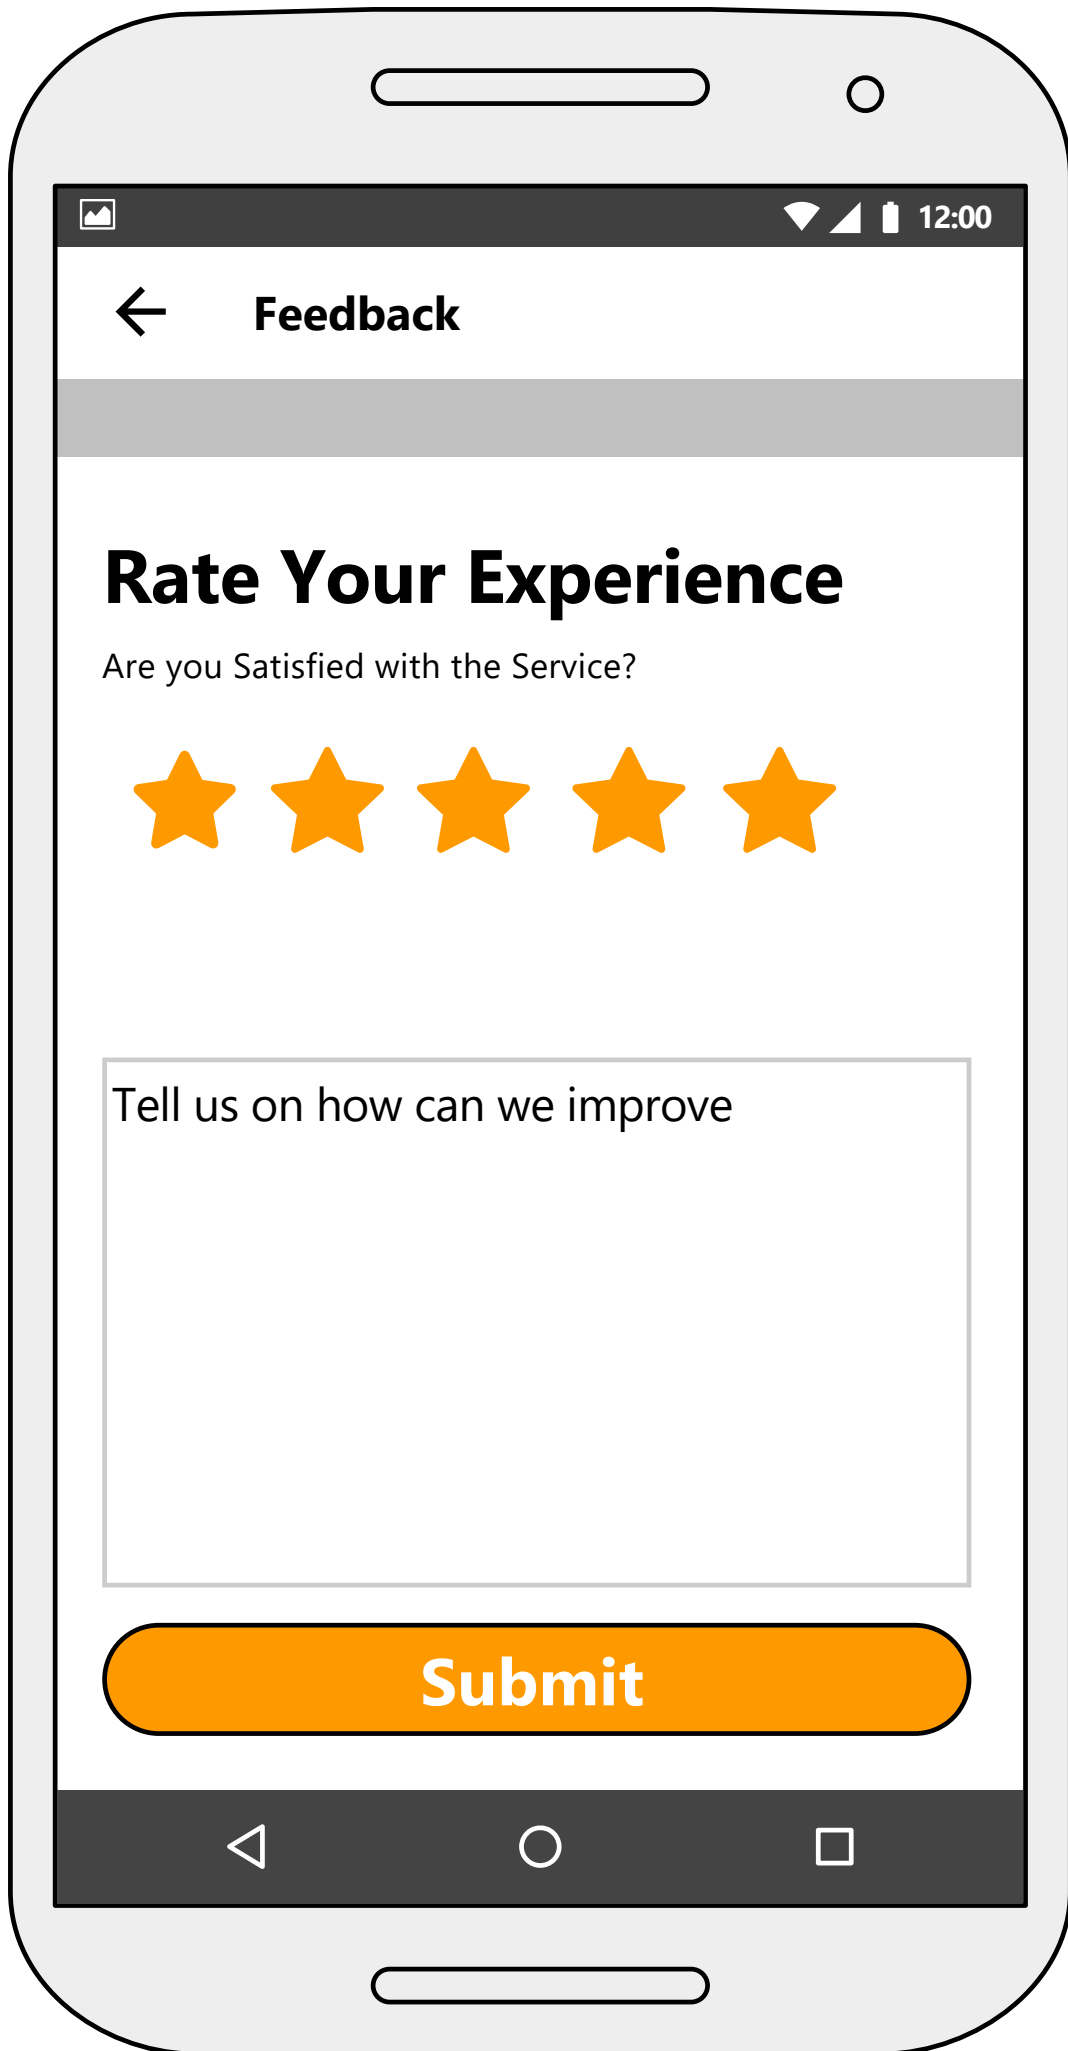 12:00
Feedback
Rate Your Experience
Are you Satisfied with the Service?
Tell us on how can we improve
Submit